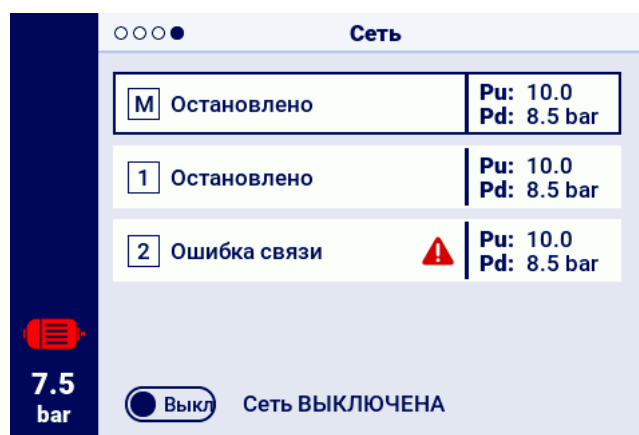 Сеть
M Остановлено
Pu: 10.0
Pd: 8.5 bar
1 Остановлено
Pu: 10.0
Pd: 8.5 bar
2 Ошибка связи
Pu: 10.0
Pd: 8.5 bar
7.5
bar
Выкл Сеть ВЫКЛЮЧЕНА